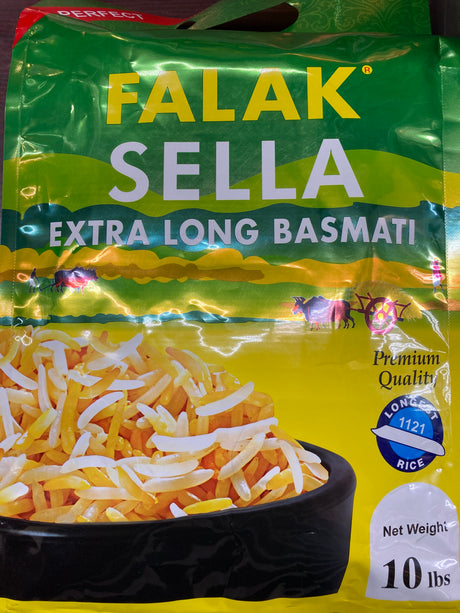 PERFECT
FALAK®
SELLA
EXTRA LONG BASMATI
Premium
Quality
LONGEST
1121
RICE
Net Weight
10 lbs